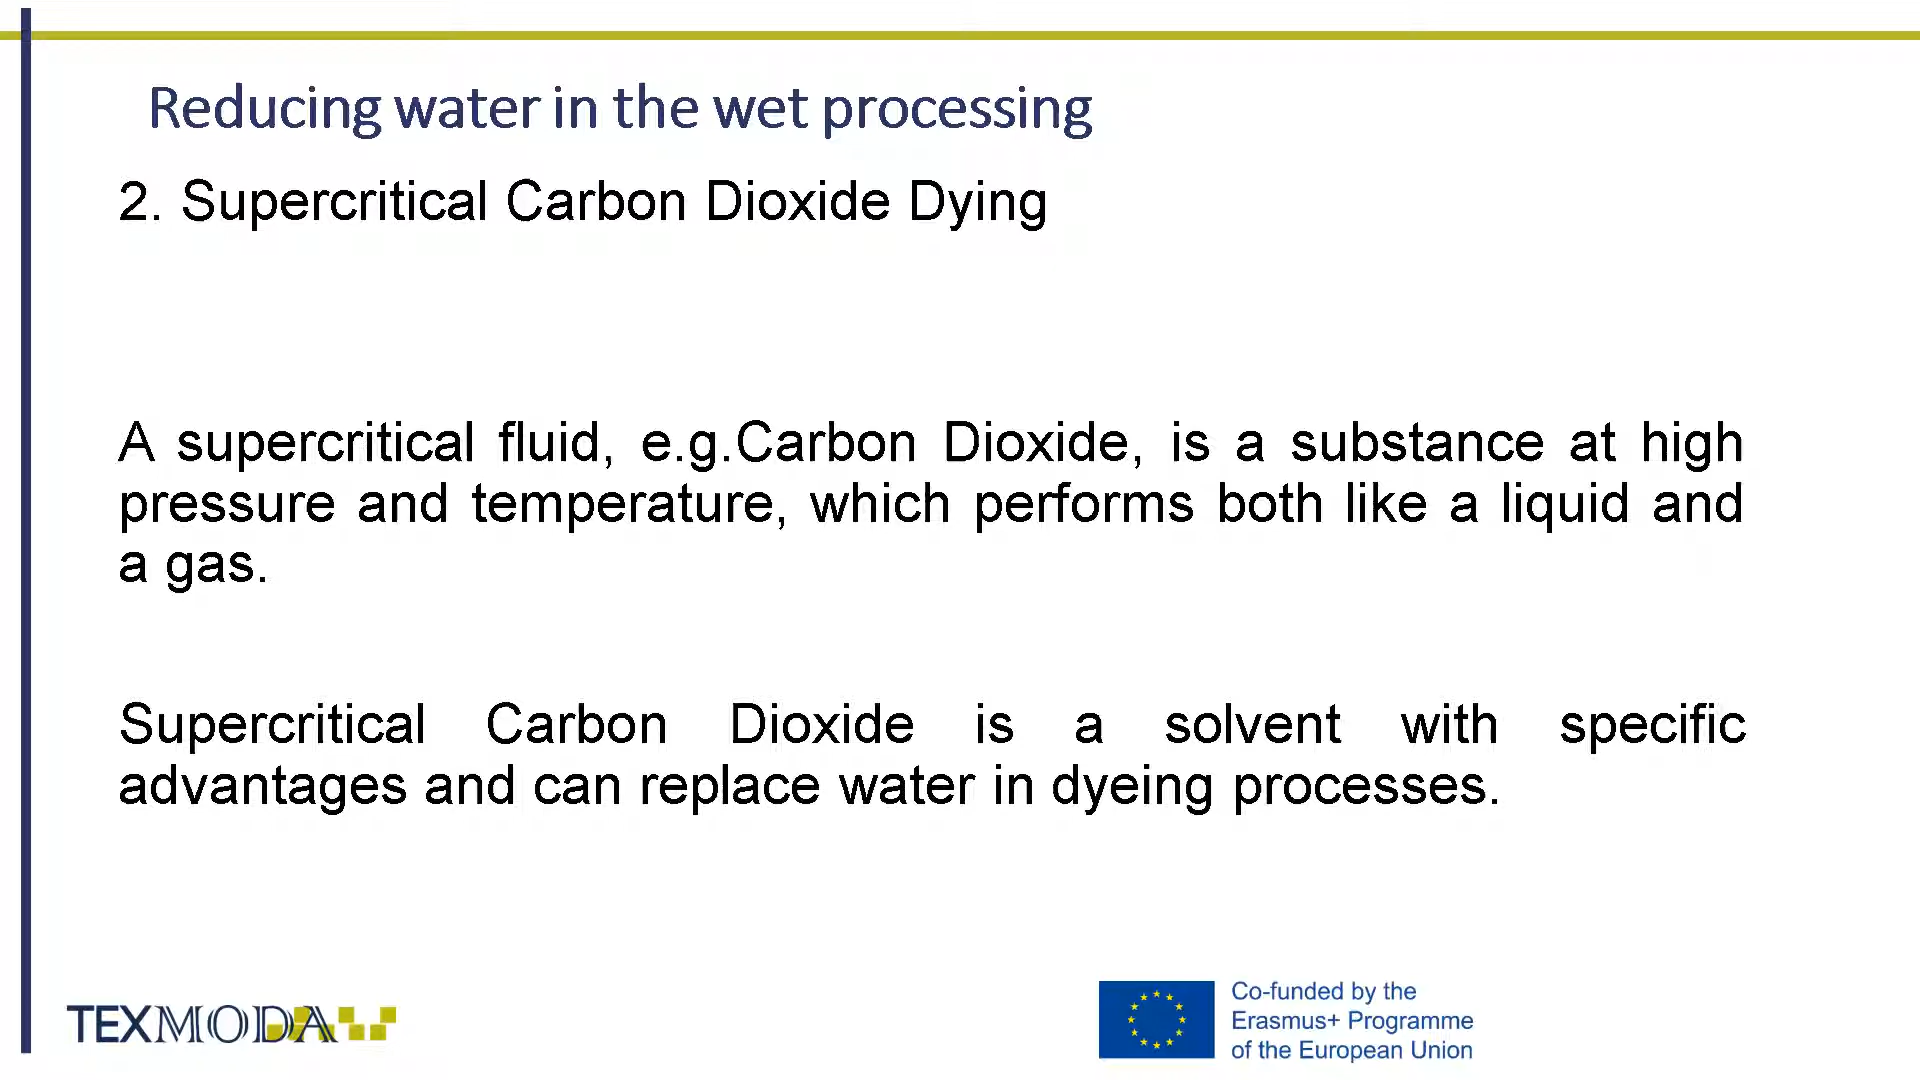 Reducing water in the wet processing
2. Supercritical Carbon Dioxide Dying
A supercritical fluid, e.g.Carbon Dioxide, is a substance at high
pressure and temperature, which performs both like a liquid and
a gas.
Supercritical Carbon Dioxide is a solvent with specific
advantages and can replace water in dyeing processes.
TEXMODA
Co-funded by the
Erasmus+ Programme
of the European Union